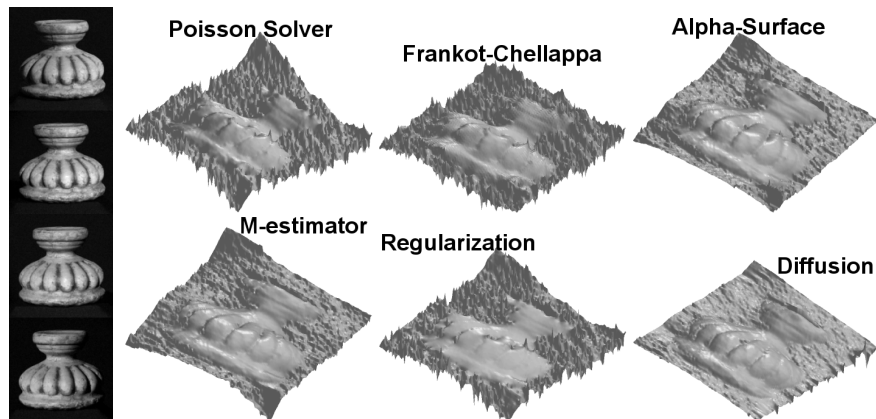 Poisson Solver
Frankot-Chellappa
Alpha-Surface
M-estimator
Regularization
Diffusion